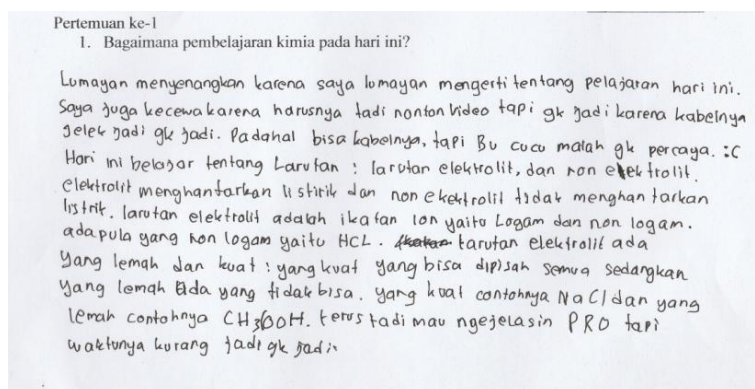 Pertemuan ke-1
1. Bagaimana pembelajaran kimia pada hari ini?
Lumayan menyenangkan karena saya lumayan mengerti tentang pelajaran hari ini.
Saya juga kecewa karena harusnya tadi nonton Video tapi gk jadi karena kabelnya
jelek jadi gk jadi. Padahal bisa kabelnya, tapi Bu cucu malah gk percaya. :C
Hari ini belajar tentang Larutan : larutan elektrolit, dan non elektrolit.
elektrolit menghantarkan listirik dan non ekektrolit tidak menghantarkan
listrik. larutan elektrolit adalah ikatan Ion yaitu Logam dan non logam.
ada pula yang non logam yaitu HCL. larutan elektrolit ada
yang lemah dan kuat : yang kuat yang bisa dipisah semua sedangkan
yang lemah ada yang tidak bisa. yang kuat contohnya NaCl dan yang
lemah contohnya CH3OOH. terus tadi mau ngejelasin PRO tapi
waktunya kurang jadi gk jadi.